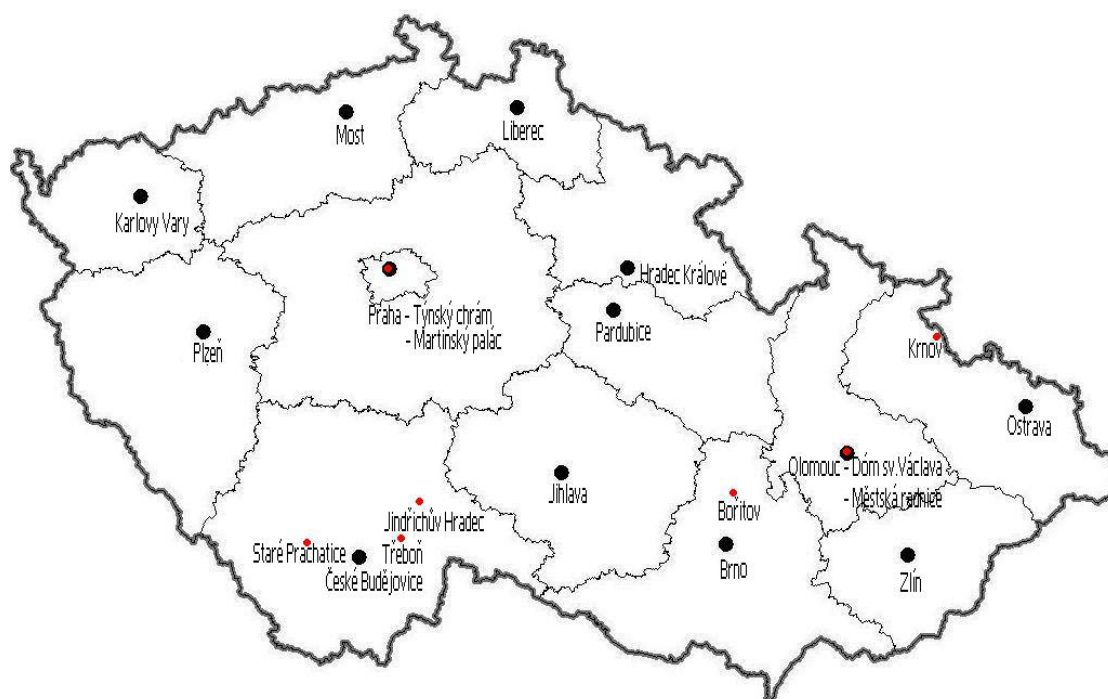 Most
Liberec
Karlovy Vary
Hradec Králové
Praha - Týnský chrám,
- Martinský palác
Pardubice
Plzeň
Krnov
Ostrava
Olomouc - Dóm sv.Václava
- Městská radnice
Jihlava
Bořitov
Jindřichův Hradec
Staré Prachatice
Třeboň
České Budějovice
Brno
Zlín